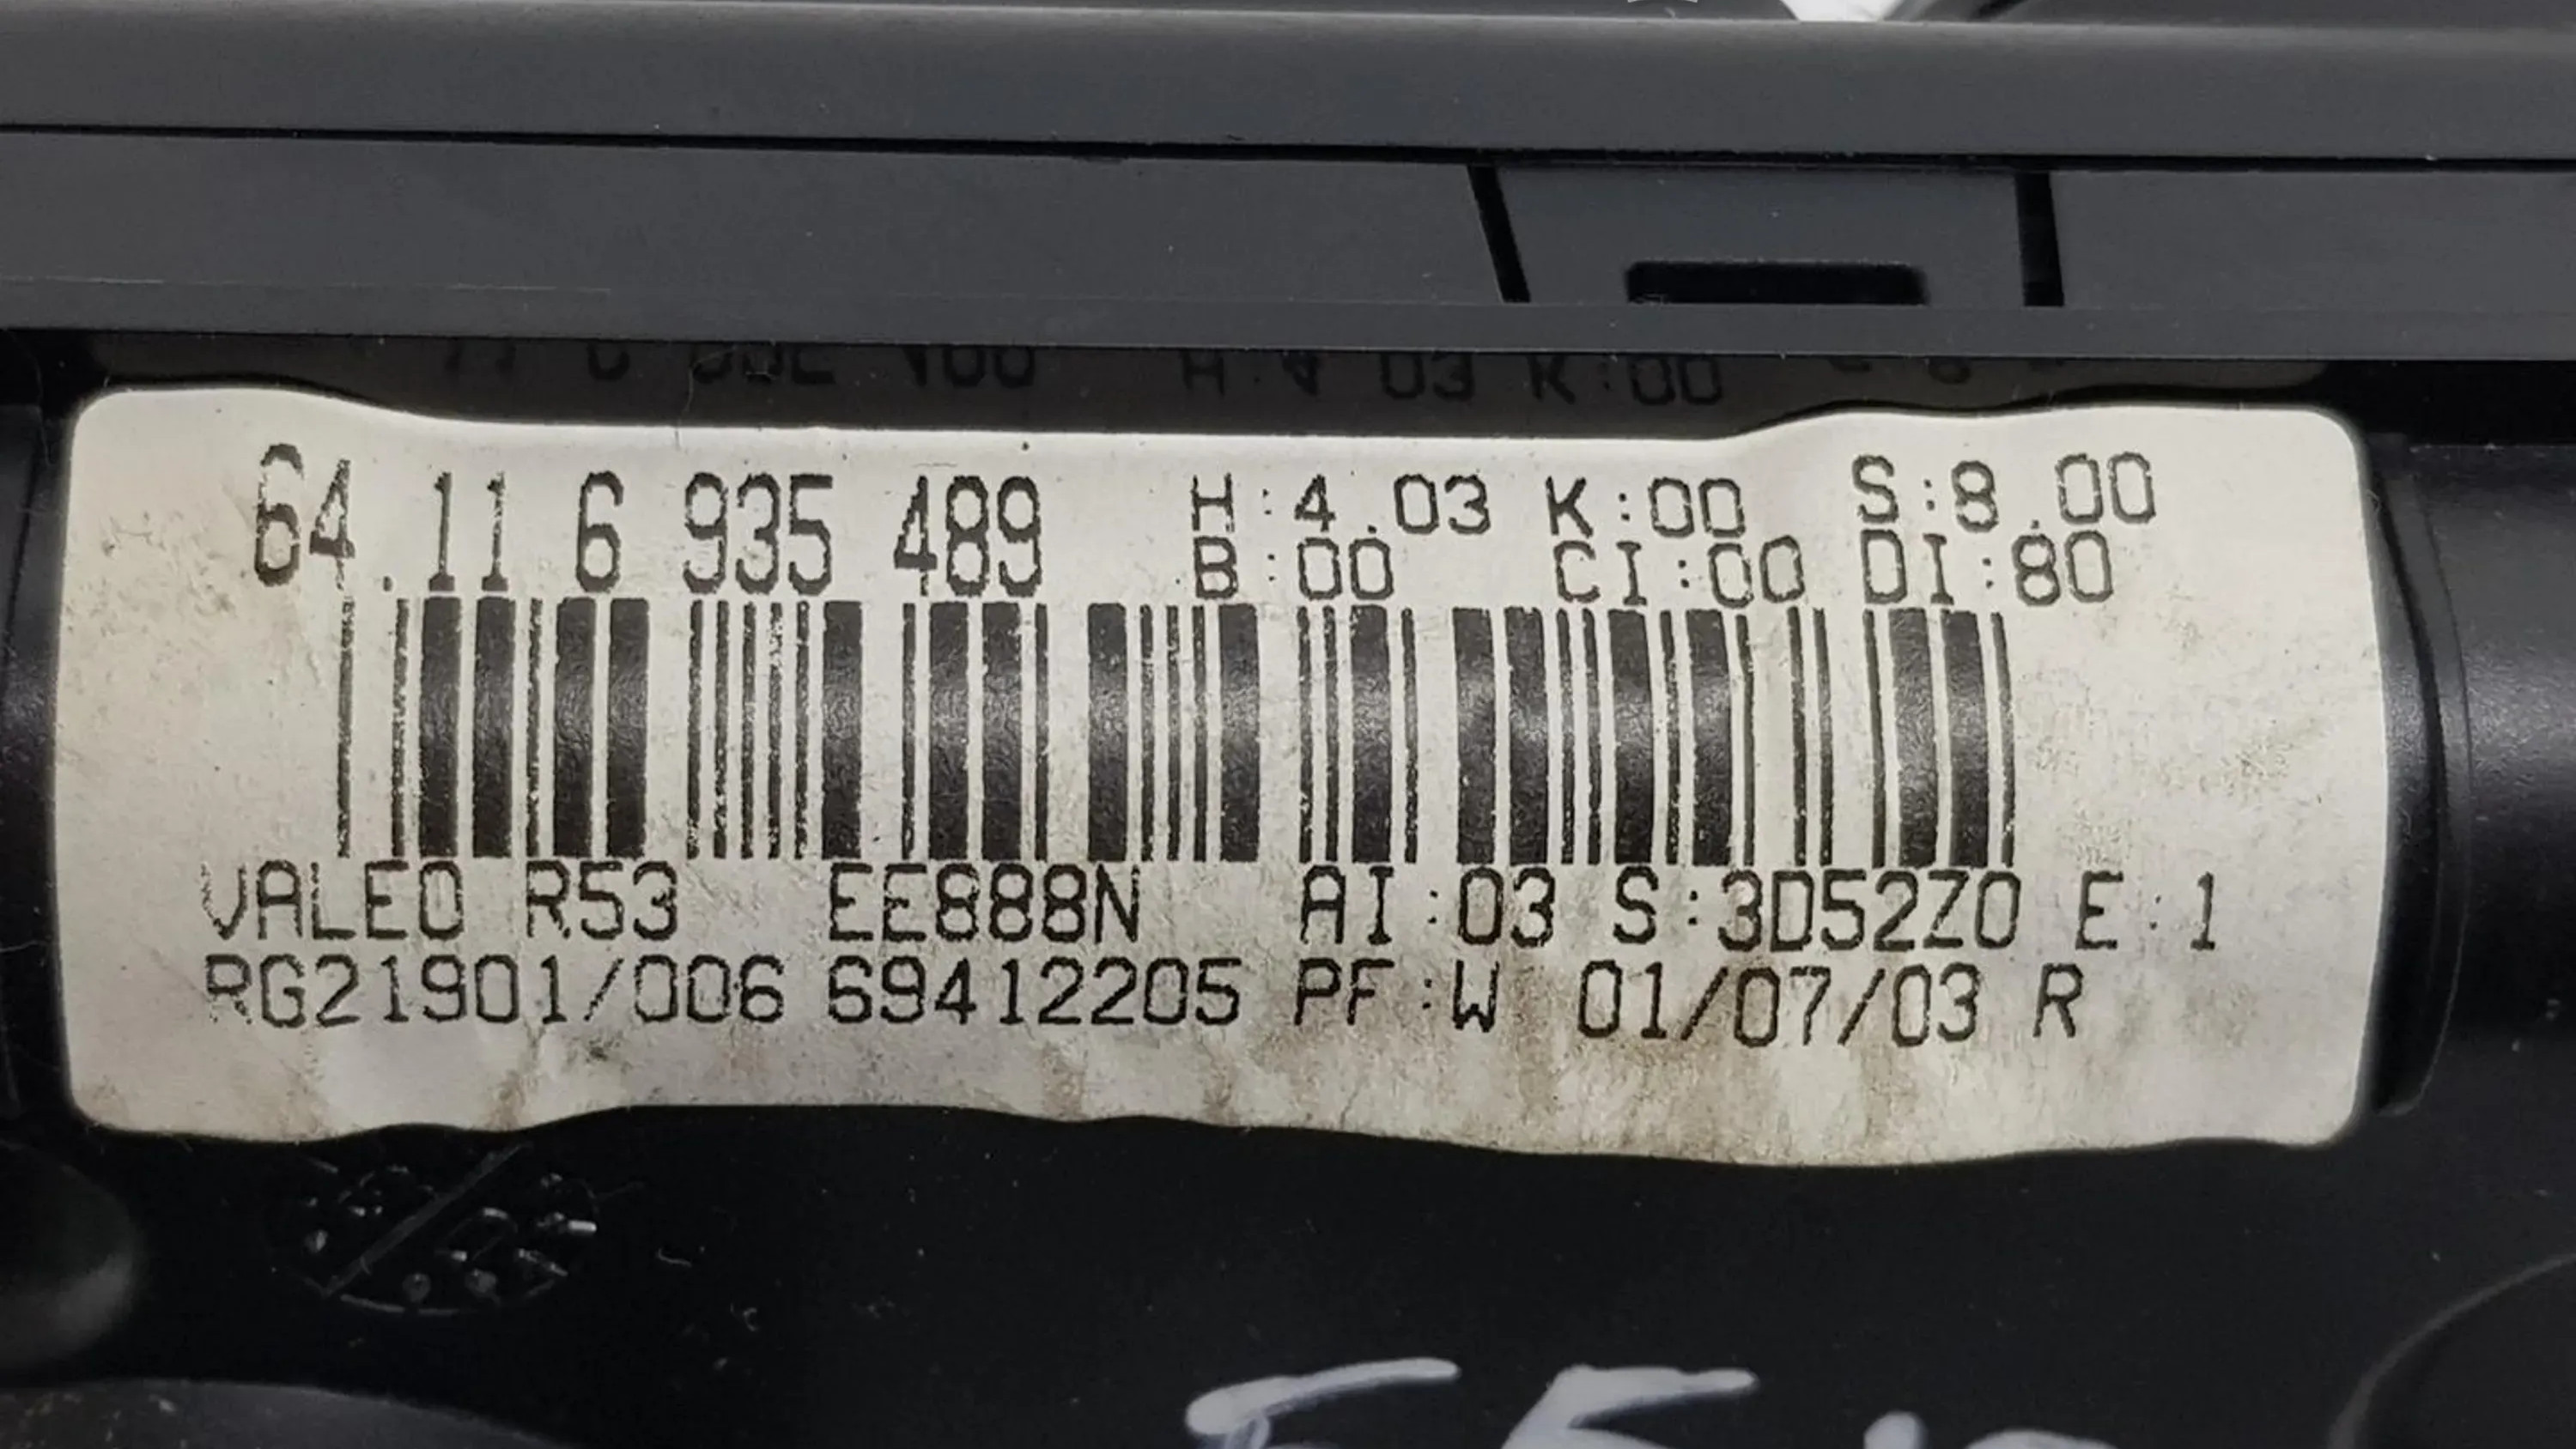 64.11 6 935 489 H:4.03 K:00 S:8.00
B:00 CI:00 DI:80
VALEO R53 EE888N AI:03 S:3D52Z0 E:1
RG21901/006 69412205 PF:W 01/07/03 R